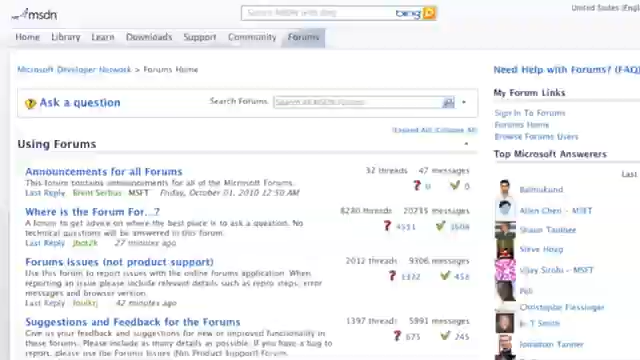 msdn
Search MSDN with Bing
bing
United States (Engl
Home Library Learn Downloads Support Community Forums
Microsoft Developer Network > Forums Home
Need Help with Forums? (FAQ)
Ask a question
Search Forums:
Search All MSDN Forums
My Forum Links
Sign In To Forums
Forums Home
Browse Forums Users
Expand All Collapse All
Using Forums
Top Microsoft Answerers
Last
Announcements for all Forums
32 threads 47 messages
This forum contains announcements for all of the Microsoft Forums.
0 0
Last Reply Brent Serbus MSFT Friday, October 01, 2010 12:50 AM
Where is the Forum For...?
A forum to get advice on where the best place is to ask a question. No
technical questions will be answered in this forum.
Last Reply 27 minutes ago
messages
Forums Issues (not product support)
2012 threads 9306 messages
Use this forum to report issues with the online forums application. When
reporting an issue please include relevant details such as repro steps, error
messages and browser version.
Last Reply 42 minutes ago
Suggestions and Feedback for the Forums
1397 threads 5991 messages
Give us your feedback and suggestions for new or improved functionality in
675 245
these forums. Please include as many details as possible. If you have a bug to
report, please use the Forums Issues (Not Product Support) Forum.
Balmukund
Allen Chen - MSFT
Shaun Taulbee
Steve Hoag
Vijay Sirohi - MSFT
Christopher Fiessinger
Jonathan Tanner